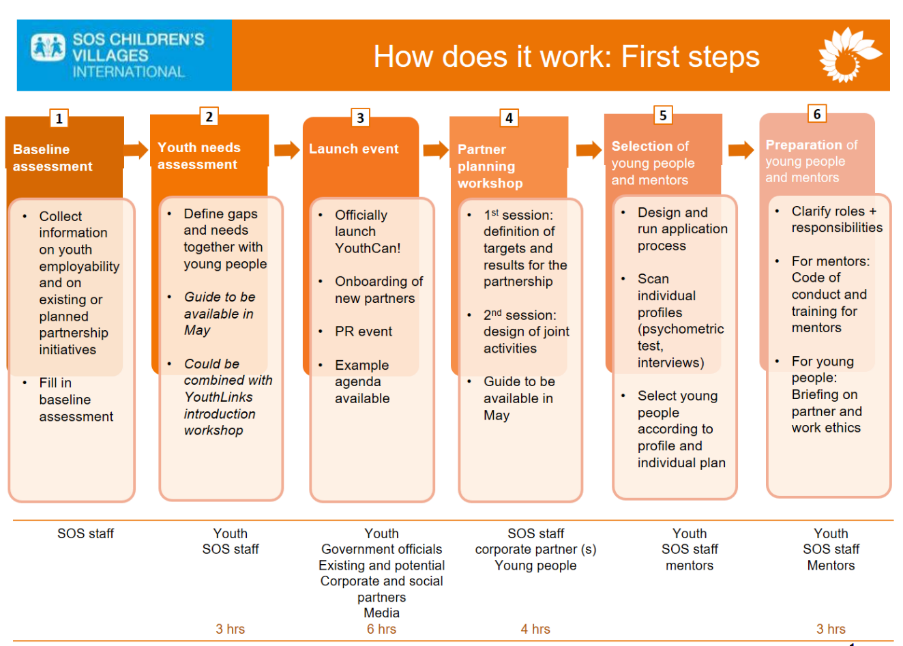 SOS CHILDREN'S
VILLAGES
INTERNATIONAL
How does it work: First steps
1
Baseline
assessment
• Collect
information
on youth
employability
and on
existing or
planned
partnership
initiatives
• Fill in
baseline
assessment
SOS staff
2
Youth needs
assessment
• Define gaps
and needs
together with
young people
• Guide to be
available in
May
• Could be
combined with
YouthLinks
introduction
workshop
Youth
SOS staff
3 hrs
3
Launch event
• Officially
launch
YouthCan!
• Onboarding of
new partners
• PR event
• Example
agenda
available
Youth
Government officials
Existing and potential
Corporate and social
partners
Media
6 hrs
4
Partner
planning
workshop
• 1st session:
definition of
targets and
results for the
partnership
• 2nd session:
design of joint
activities
• Guide to be
available in
May
SOS staff
corporate partner (s)
Young people
4 hrs
5
Selection of
young people
and mentors
• Design and
run application
process
• Scan
individual
profiles
(psychometric
test,
interviews)
• Select young
people
according to
profile and
individual plan
Youth
SOS staff
mentors
6
Preparation of
young people
and mentors
• Clarify roles +
responsibilities
• For mentors:
Code of
conduct and
training for
mentors
• For young
people:
Briefing on
partner and
work ethics
Youth
SOS staff
Mentors
3 hrs